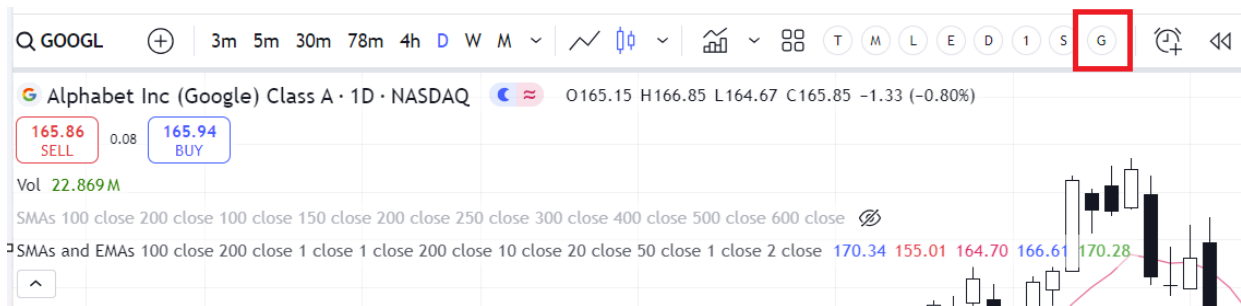 GOOGL 3m 5m 30m 78m 4h D W M T M L E D 1 S G
Alphabet Inc (Google) Class A · 1D · NASDAQ ≈ O165.15 H166.85 L164.67 C165.85 −1.33 (−0.80%)
165.86 0.08 165.94
SELL BUY
Vol 22.869M
SMAs 100 close 200 close 100 close 150 close 200 close 250 close 300 close 400 close 500 close 600 close
SMAs and EMAs 100 close 200 close 1 close 1 close 200 close 10 close 20 close 50 close 1 close 2 close 170.34 155.01 164.70 166.61 170.28